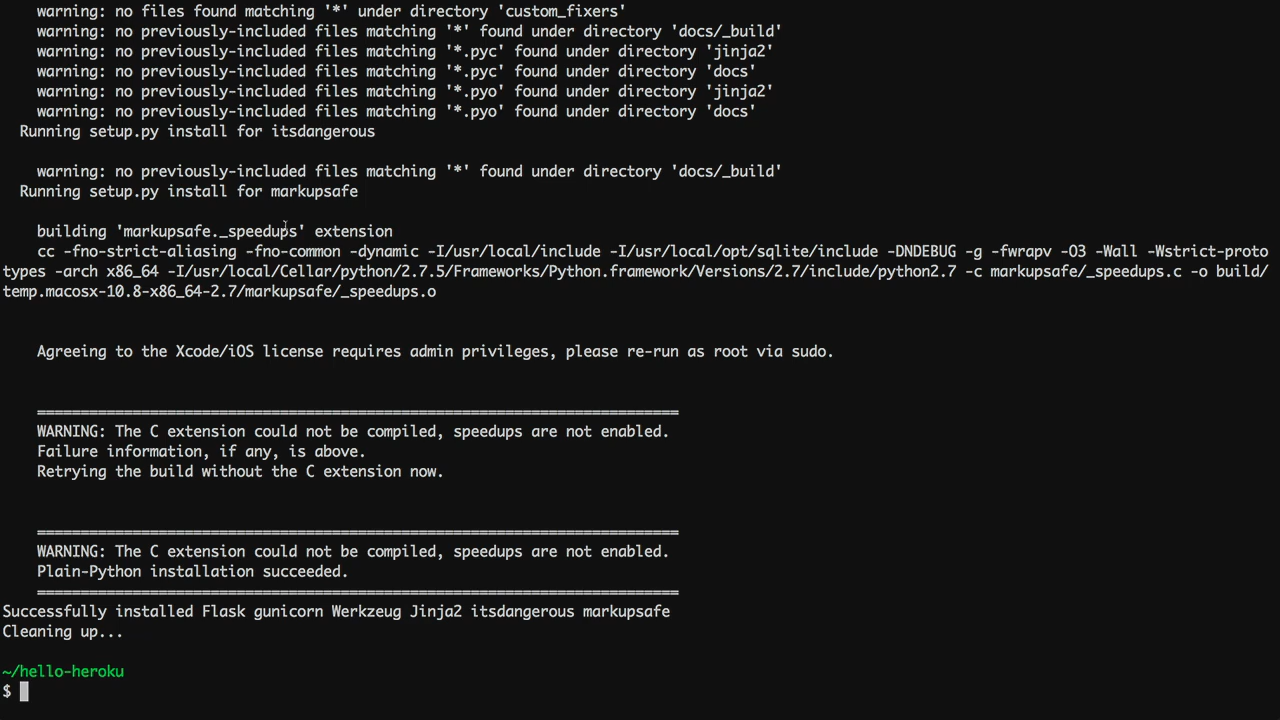 warning: no files found matching '*' under directory 'custom_fixers'
warning: no previously-included files matching '*' found under directory 'docs/_build'
warning: no previously-included files matching '*.pyc' found under directory 'jinja2'
warning: no previously-included files matching '*.pyc' found under directory 'docs'
warning: no previously-included files matching '*.pyo' found under directory 'jinja2'
warning: no previously-included files matching '*.pyo' found under directory 'docs'
Running setup.py install for itsdangerous
warning: no previously-included files matching '*' found under directory 'docs/_build'
Running setup.py install for markupsafe
building 'markupsafe._speedups' extension
cc -fno-strict-aliasing -fno-common -dynamic -I/usr/local/include -I/usr/local/opt/sqlite/include -DNDEBUG -g -fwrapv -O3 -Wall -Wstrict-proto
types -arch x86_64 -I/usr/local/Cellar/python/2.7.5/Frameworks/Python.framework/Versions/2.7/include/python2.7 -c markupsafe/_speedups.c -o build/
temp.macosx-10.8-x86_64-2.7/markupsafe/_speedups.o
Agreeing to the Xcode/iOS license requires admin privileges, please re-run as root via sudo.
==========================================================================
WARNING: The C extension could not be compiled, speedups are not enabled.
Failure information, if any, is above.
Retrying the build without the C extension now.
==========================================================================
WARNING: The C extension could not be compiled, speedups are not enabled.
Plain-Python installation succeeded.
==========================================================================
Successfully installed Flask gunicorn Werkzeug Jinja2 itsdangerous markupsafe
Cleaning up...
~/hello-heroku
$